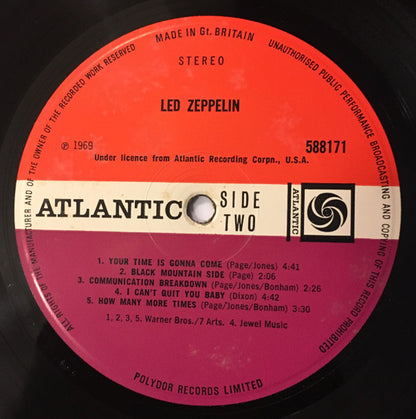 MADE IN Gt. BRITAIN
ALL RIGHTS OF THE MANUFACTURER AND OF THE OWNER OF THE RECORDED WORK RESERVED
UNAUTHORISED PUBLIC PERFORMANCE BROADCASTING AND COPYING OF THIS RECORD PROHIBITED
STEREO
LED ZEPPELIN
℗ 1969
588171
Under licence from Atlantic Recording Corpn., U.S.A.
ATLANTIC
SIDE
TWO
ATLANTIC
1. YOUR TIME IS GONNA COME (Page/Jones) 4:41
2. BLACK MOUNTAIN SIDE (Page) 2:06
3. COMMUNICATION BREAKDOWN (Page/Jones/Bonham) 2:26
4. I CAN'T QUIT YOU BABY (Dixon) 4:42
5. HOW MANY MORE TIMES (Page/Jones/Bonham) 3:30
1, 2, 3, 5. Warner Bros./7 Arts. 4. Jewel Music
POLYDOR RECORDS LIMITED